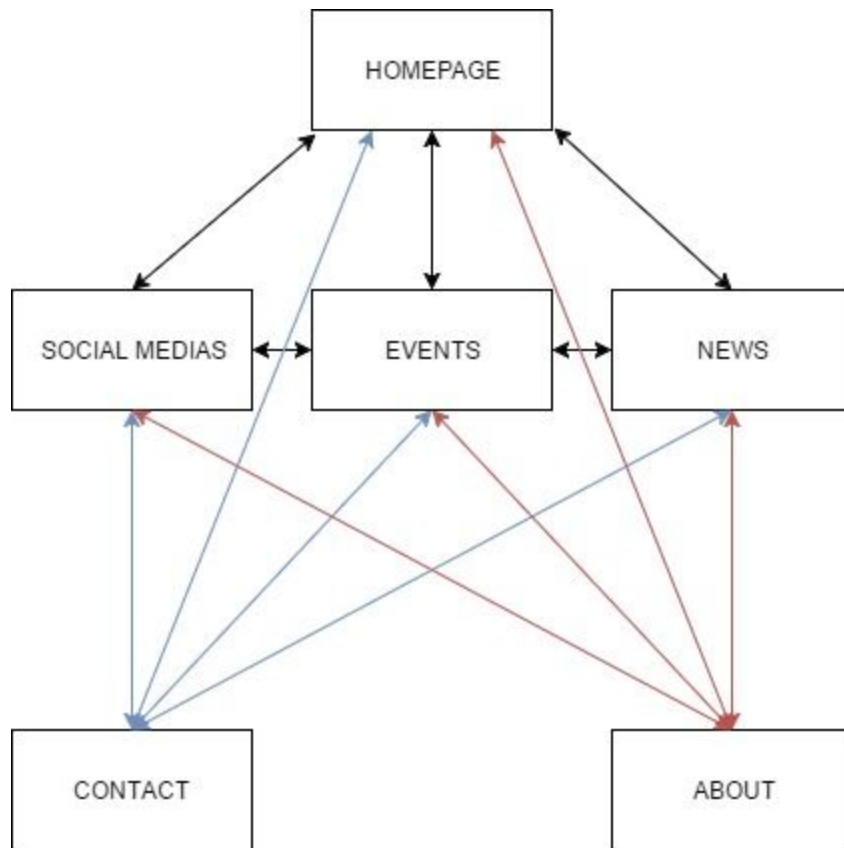 HOMEPAGE
SOCIAL MEDIAS
EVENTS
NEWS
CONTACT
ABOUT